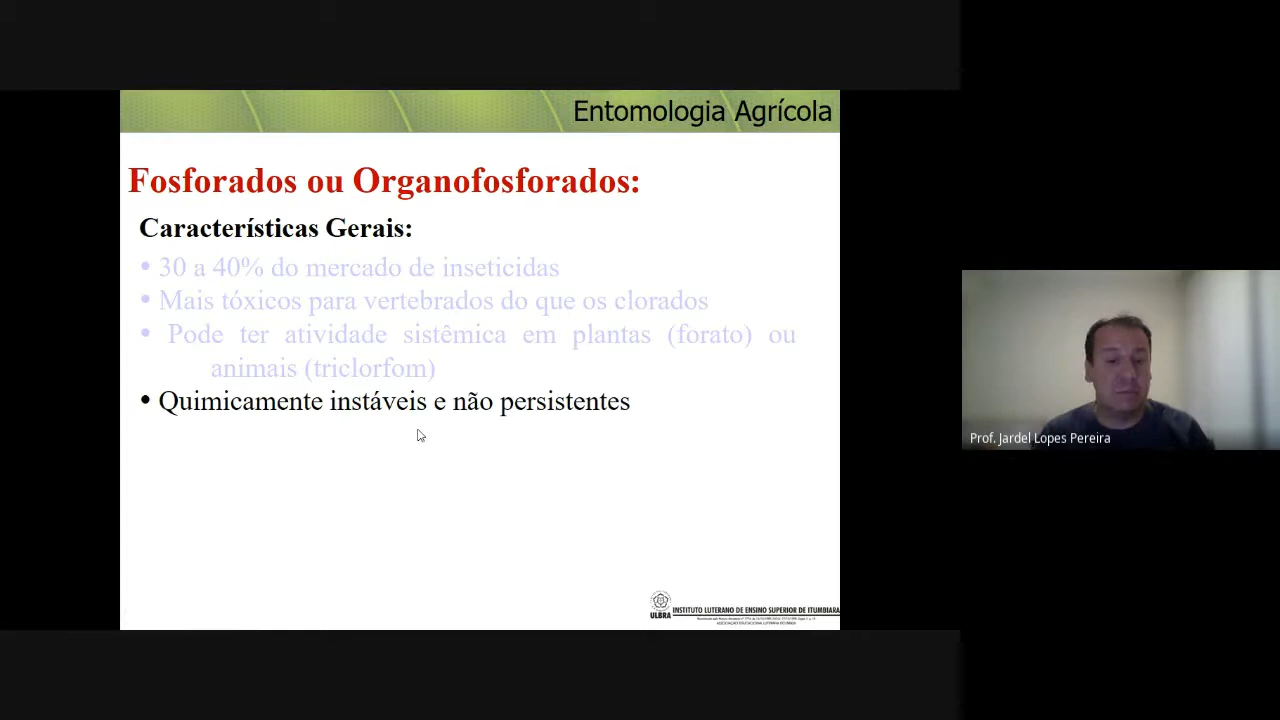 Entomologia Agrícola
Fosforados ou Organofosforados:
Características Gerais:
• 30 a 40% do mercado de inseticidas
• Mais tóxicos para vertebrados do que os clorados
• Pode ter atividade sistêmica em plantas (forato) ou
animais (triclorfom)
• Quimicamente instáveis e não persistentes
Prof. Jardel Lopes Pereira
ULBRA
INSTITUTO LUTERANO DE ENSINO SUPERIOR DE ITUMBIARA